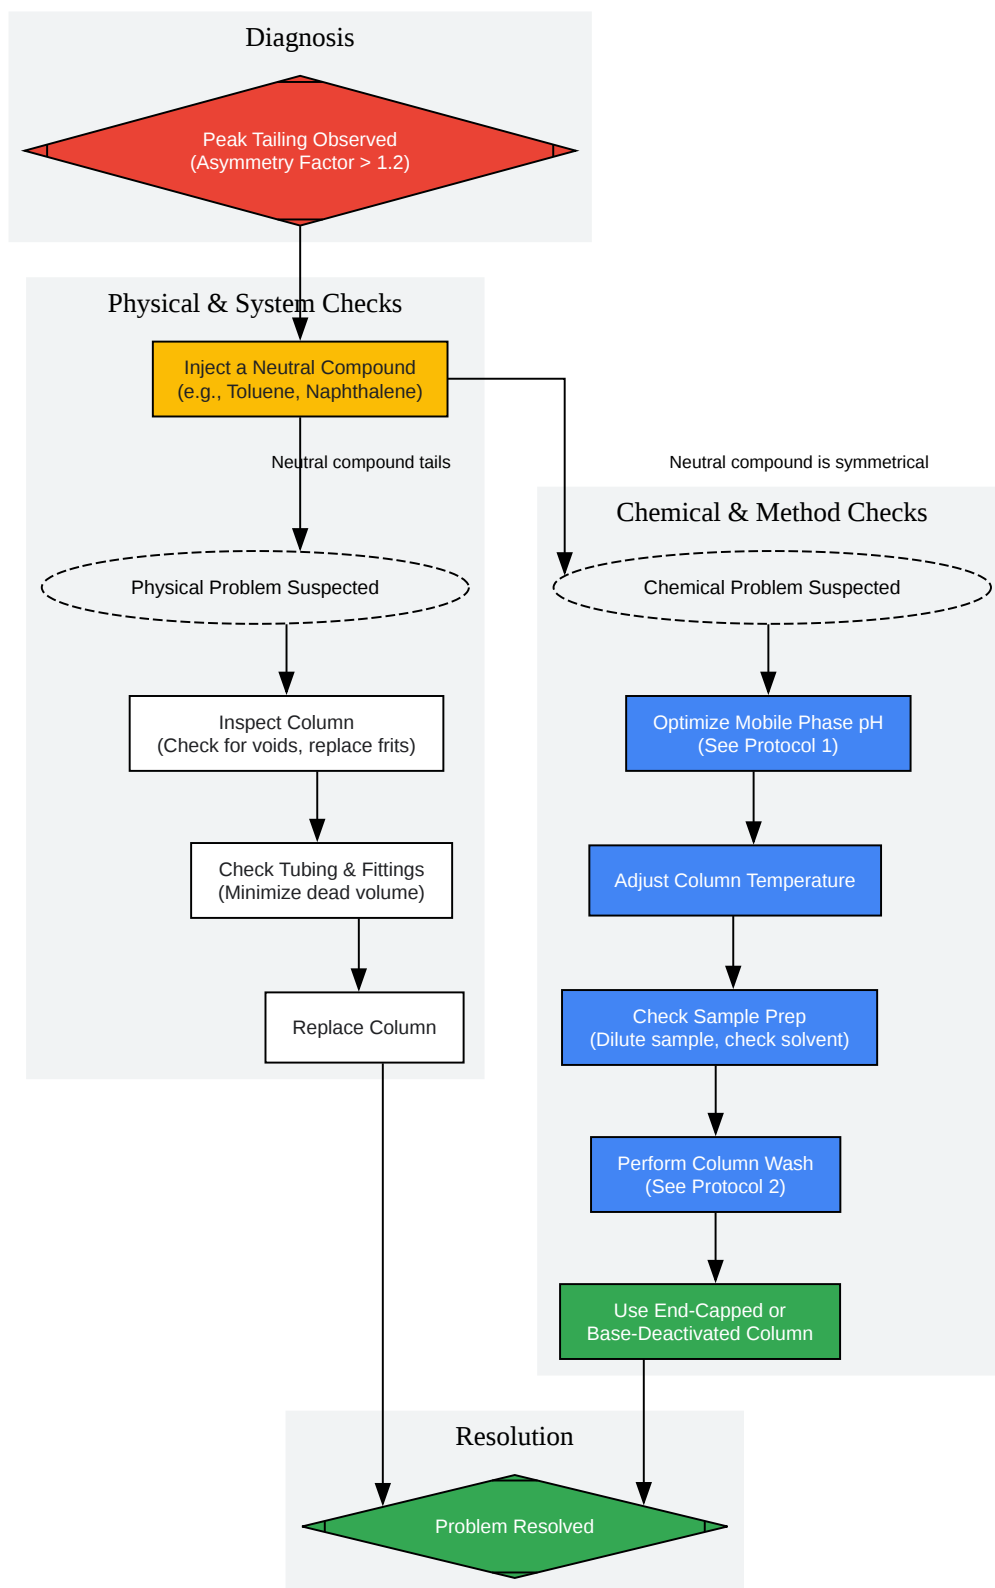 Diagnosis
Peak Tailing Observed
(Asymmetry Factor > 1.2)
Physical & System Checks
Inject a Neutral Compound
(e.g., Toluene, Naphthalene)
Neutral compound tails
Neutral compound is symmetrical
Physical Problem Suspected
Inspect Column
(Check for voids, replace frits)
Check Tubing & Fittings
(Minimize dead volume)
Replace Column
Chemical & Method Checks
Chemical Problem Suspected
Optimize Mobile Phase pH
(See Protocol 1)
Adjust Column Temperature
Check Sample Prep
(Dilute sample, check solvent)
Perform Column Wash
(See Protocol 2)
Use End-Capped or
Base-Deactivated Column
Resolution
Problem Resolved